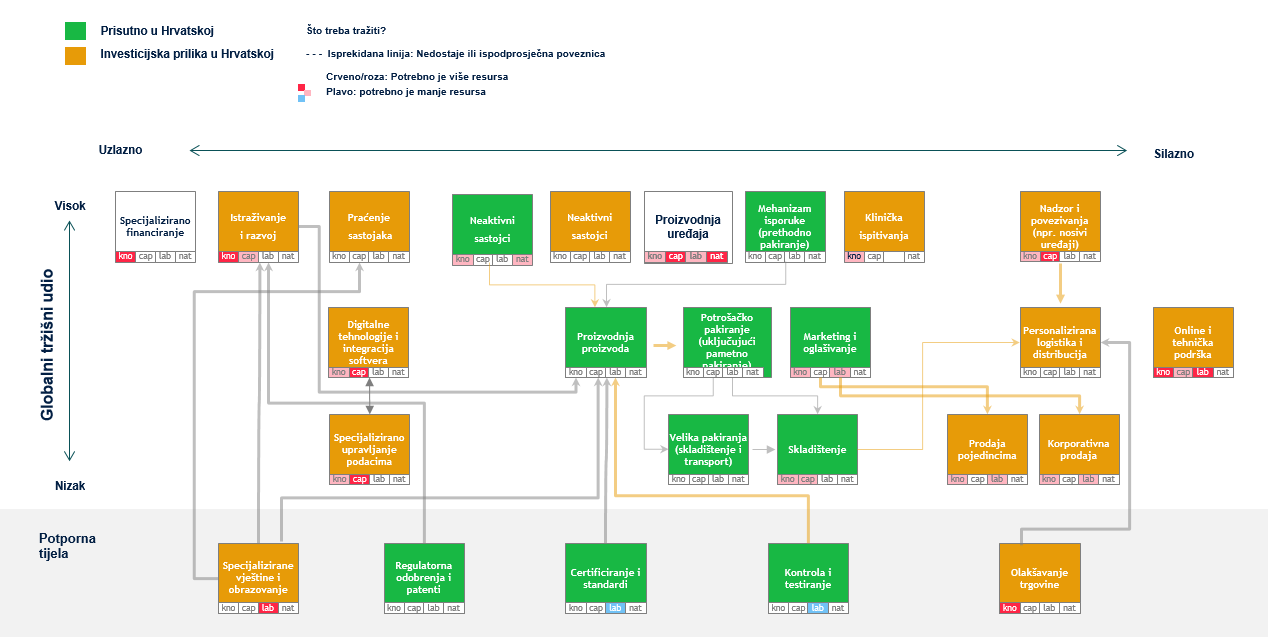 Prisutno u Hrvatskoj
Investicijska prilika u Hrvatskoj
Što treba tražiti?
--- Isprekidana linija: Nedostaje ili ispodprosječna poveznica
Crveno/roza: Potrebno je više resursa
Plavo: potrebno je manje resursa
Uzlazno
Silazno
Visok
Globalni tržišni udio
Nizak
Specijalizirano
financiranje
kno cap lab nat
Istraživanje
i razvoj
kno cap lab nat
Praćenje
sastojaka
kno cap lab nat
Neaktivni
sastojci
kno cap lab nat
Neaktivni
sastojci
kno cap lab nat
Proizvodnja
uređaja
kno cap lab nat
Mehanizam
isporuke
(prethodno
pakiranje)
kno cap lab nat
Klinička
ispitivanja
kno cap nat
Nadzor i
povezivanja
(npr. nosivi
uređaji)
kno cap lab nat
Digitalne
tehnologije i
integracija
softvera
kno cap lab nat
Proizvodnja
proizvoda
kno cap lab nat
Potrošačko
pakiranje
(uključujući
pametno
pakiranje)
kno cap lab nat
Marketing i
oglašivanje
kno cap lab nat
Personalizirana
logistika i
distribucija
kno cap lab nat
Online i
tehnička
podrška
kno cap lab nat
Specijalizirano
upravljanje
podacima
kno cap lab nat
Velika pakiranja
(skladištenje i
transport)
kno cap lab nat
Skladištenje
kno cap lab nat
Prodaja
pojedincima
kno cap lab nat
Korporativna
prodaja
kno cap lab nat
Potporna
tijela
Specijalizirane
vještine i
obrazovanje
kno cap lab nat
Regulatorna
odobrenja i
patenti
kno cap lab nat
Certificiranje i
standardi
kno cap lab nat
Kontrola i
testiranje
kno cap lab nat
Olakšavanje
trgovine
kno cap lab nat